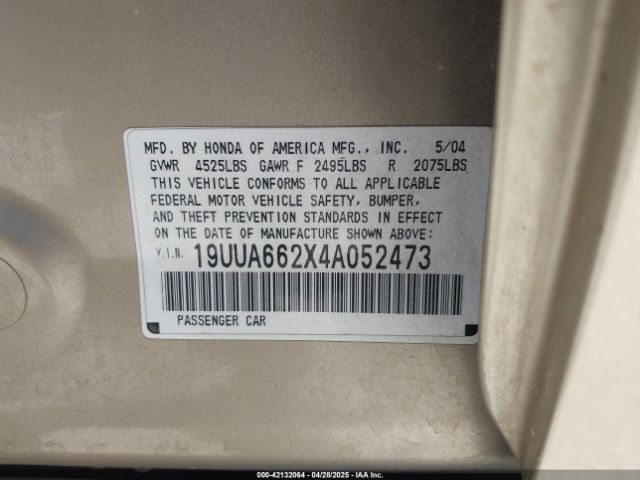 MFD. BY HONDA OF AMERICA MFG., INC. 5/04
GVWR 4525LBS GAWR F 2495LBS R 2075LBS
THIS VEHICLE CONFORMS TO ALL APPLICABLE
FEDERAL MOTOR VEHICLE SAFETY, BUMPER,
AND THEFT PREVENTION STANDARDS IN EFFECT
ON THE DATE OF MANUFACTURE SHOWN ABOVE:
V.I.N. 19UUA662X4A052473
PASSENGER CAR
000-42132064 - 04/28/2025 - IAA Inc.